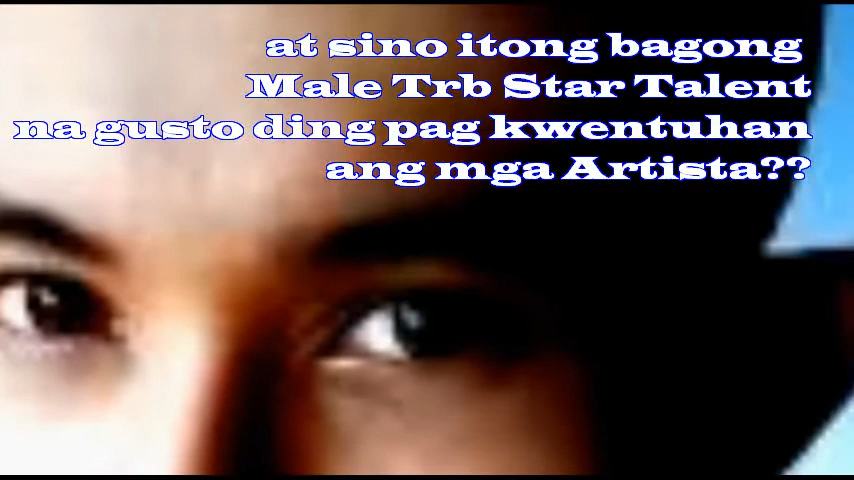 at sino itong bagong
Male Trb Star Talent
na gusto ding pag kwentuhan
ang mga Artista??